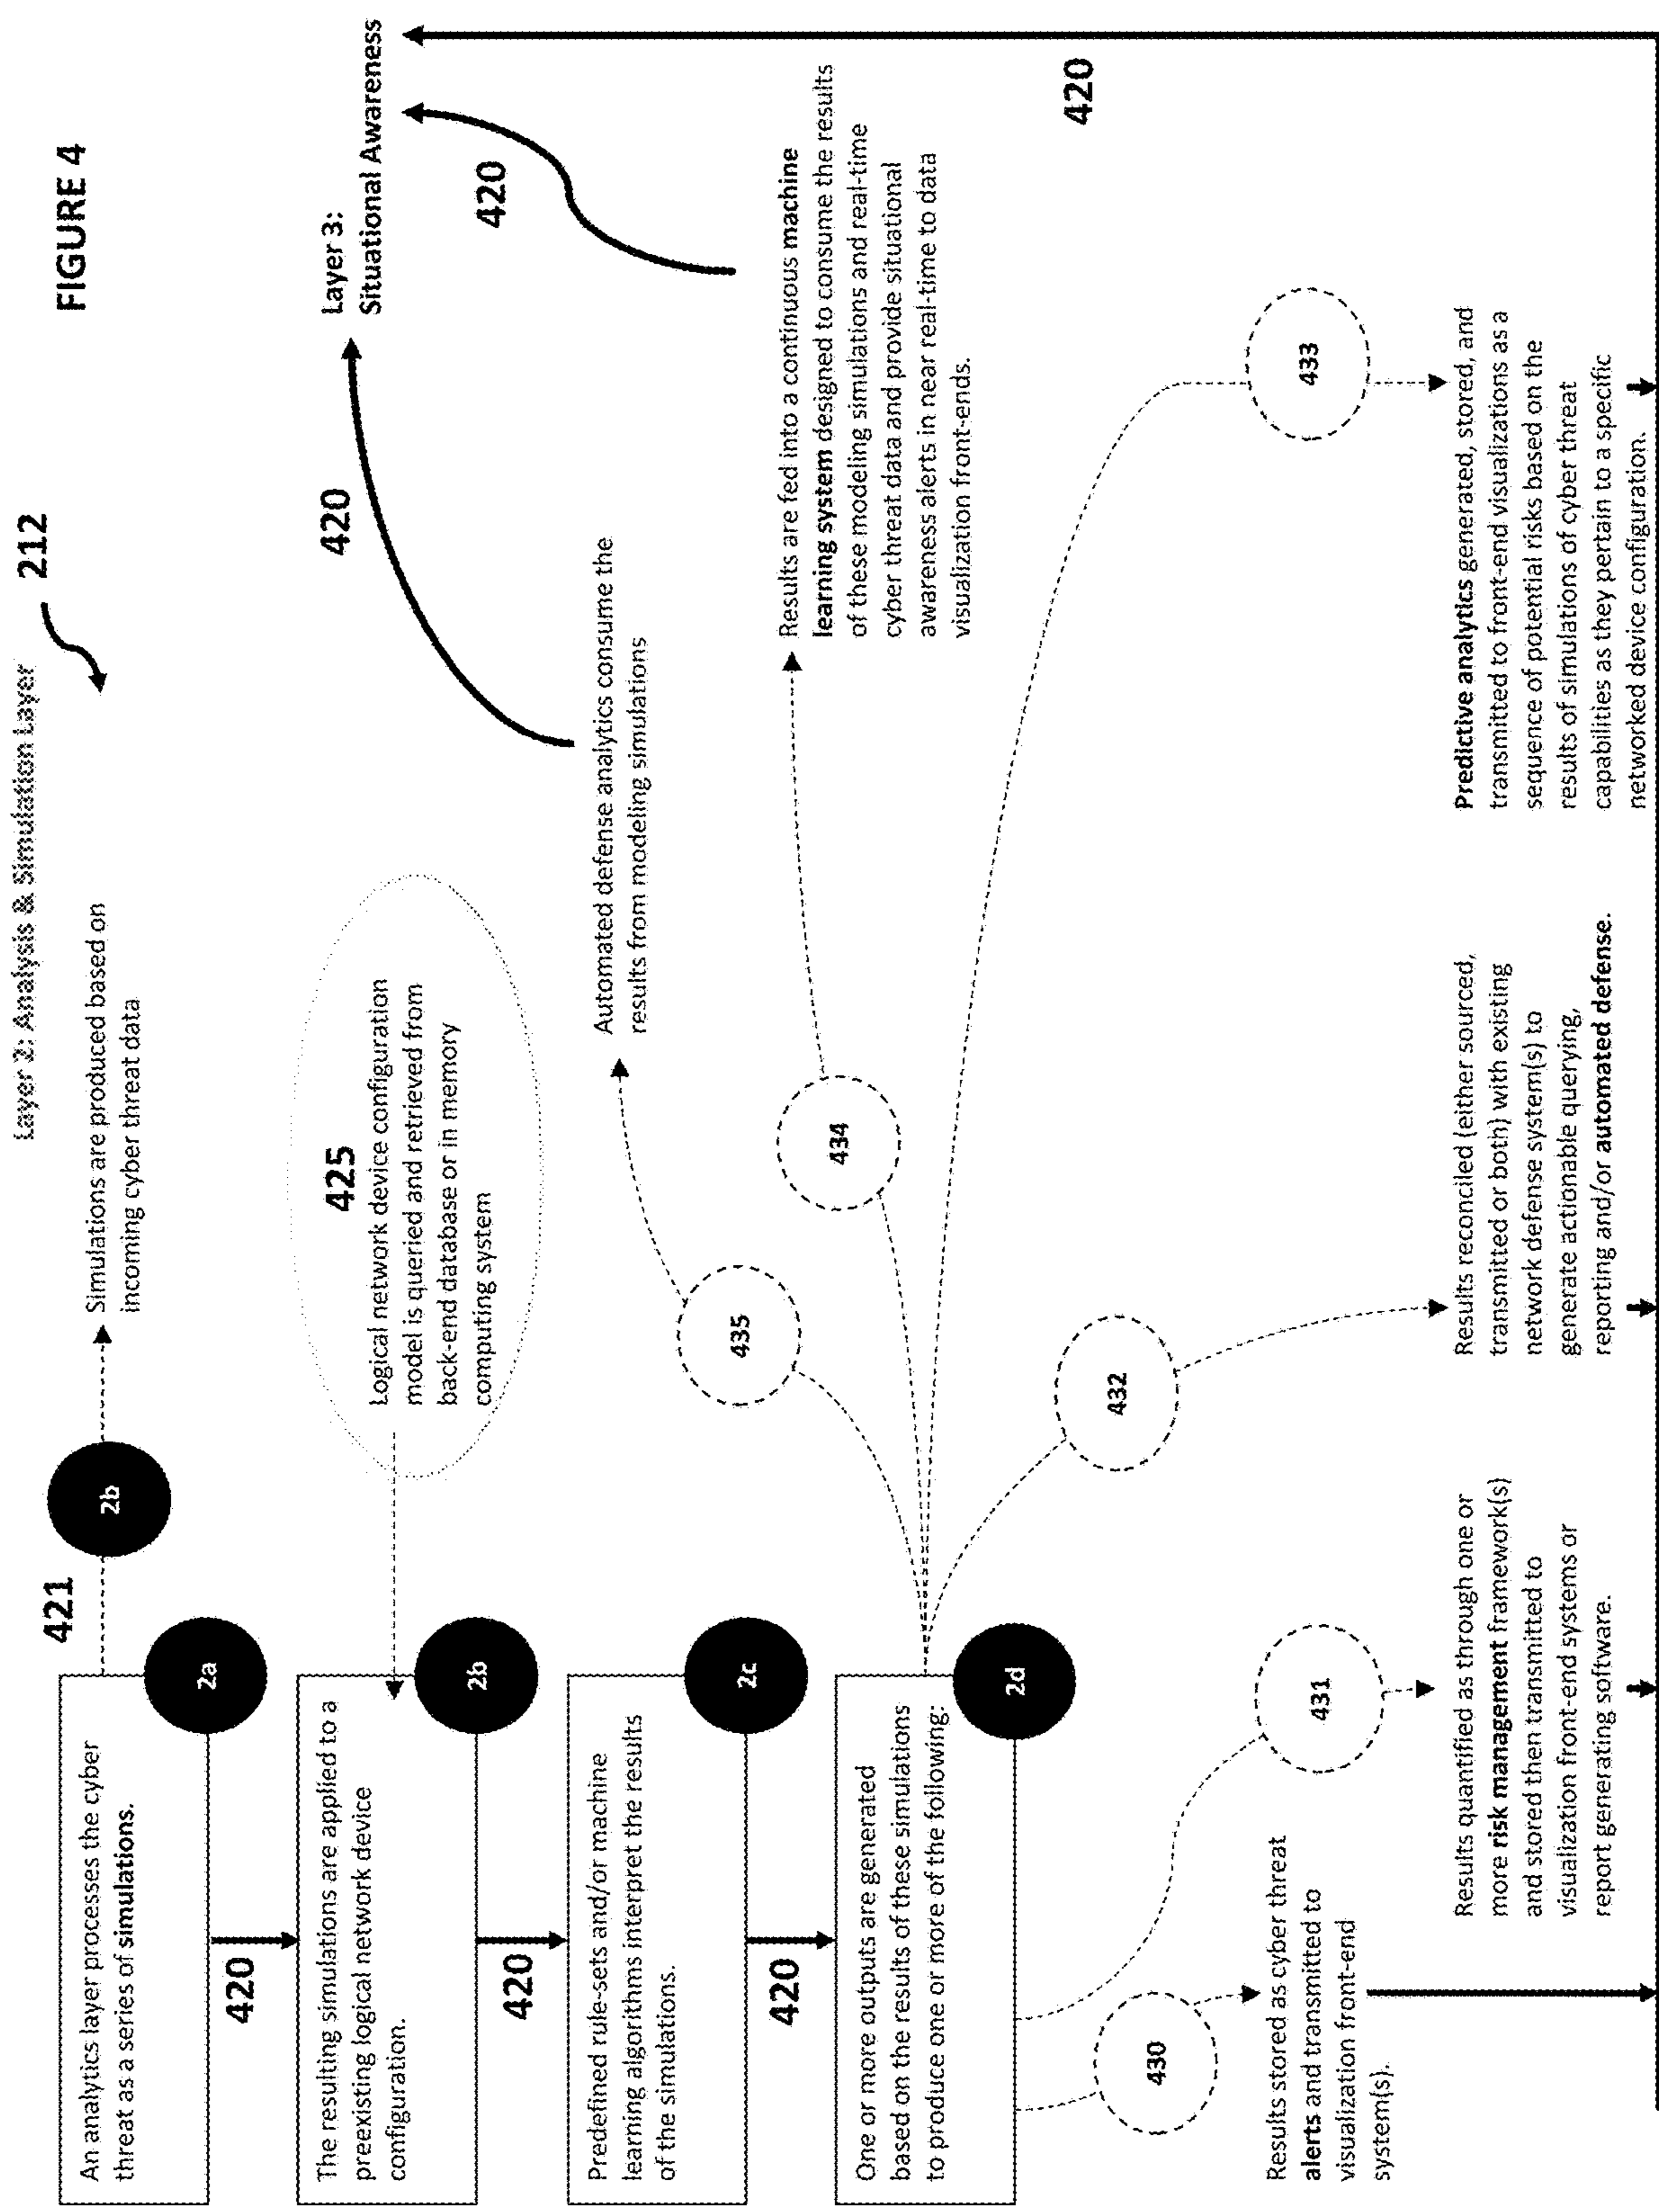 FIGURE 4
Layer 2: Analysis & Simulation Layer
212
421
2b
Simulations are produced based on
incoming cyber threat data
An analytics layer processes the cyber
threat as a series of simulations.
2a
420
The resulting simulations are applied to a
preexisting logical network device
configuration.
2b
425
Logical network device configuration
model is queried and retrieved from
back-end database or in memory
computing system
420
Layer 3:
Situational Awareness
420
Predefined rule-sets and/or machine
learning algorithms interpret the results
of the simulations.
2c
420
Automated defense analytics consume the
results from modeling simulations
435
420
One or more outputs are generated
based on the results of these simulations
to produce one or more of the following:
2d
434
Results are fed into a continuous machine
learning system designed to consume the results
of these modeling simulations and real-time
cyber threat data and provide situational
awareness alerts in near real-time to data
visualization front-ends.
420
430
Results stored as cyber threat
alerts and transmitted to
visualization front-end
system(s).
431
Results quantified as through one or
more risk management framework(s)
and stored then transmitted to
visualization front-end systems or
report generating software.
432
Results reconciled (either sourced,
transmitted or both) with existing
network defense system(s) to
generate actionable querying,
reporting and/or automated defense.
433
Predictive analytics generated, stored, and
transmitted to front-end visualizations as a
sequence of potential risks based on the
results of simulations of cyber threat
capabilities as they pertain to a specific
networked device configuration.